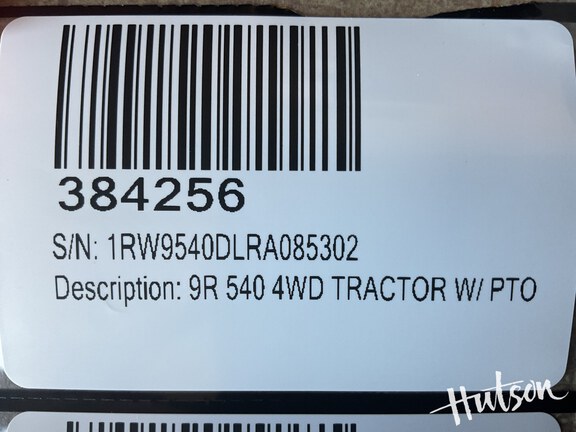 384256
S/N: 1RW9540DLRA085302
Description: 9R 540 4WD TRACTOR W/ PTO
Hutson